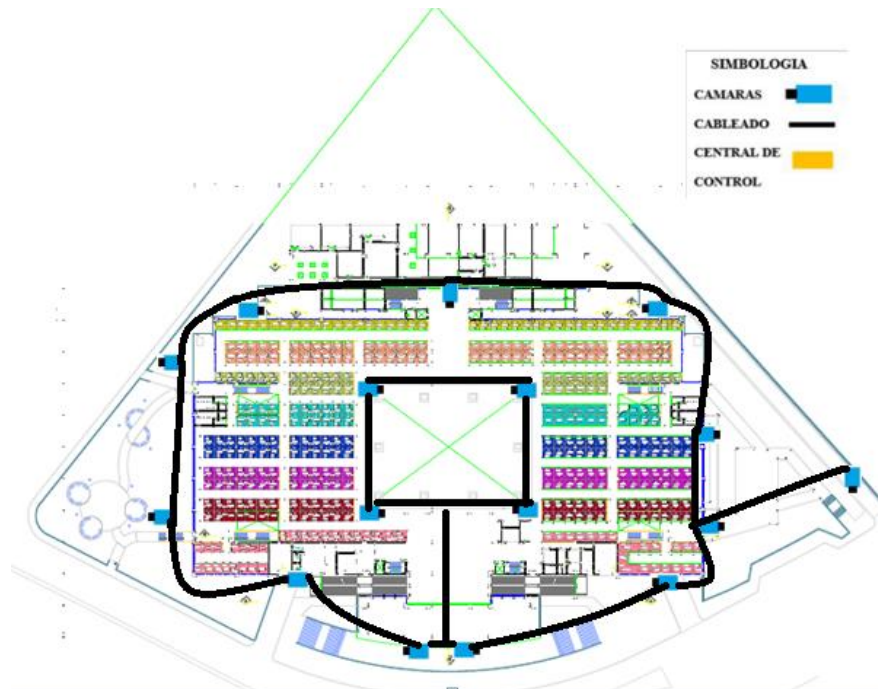 SIMBOLOGIA
CAMARAS
CABLEADO
CENTRAL DE
CONTROL